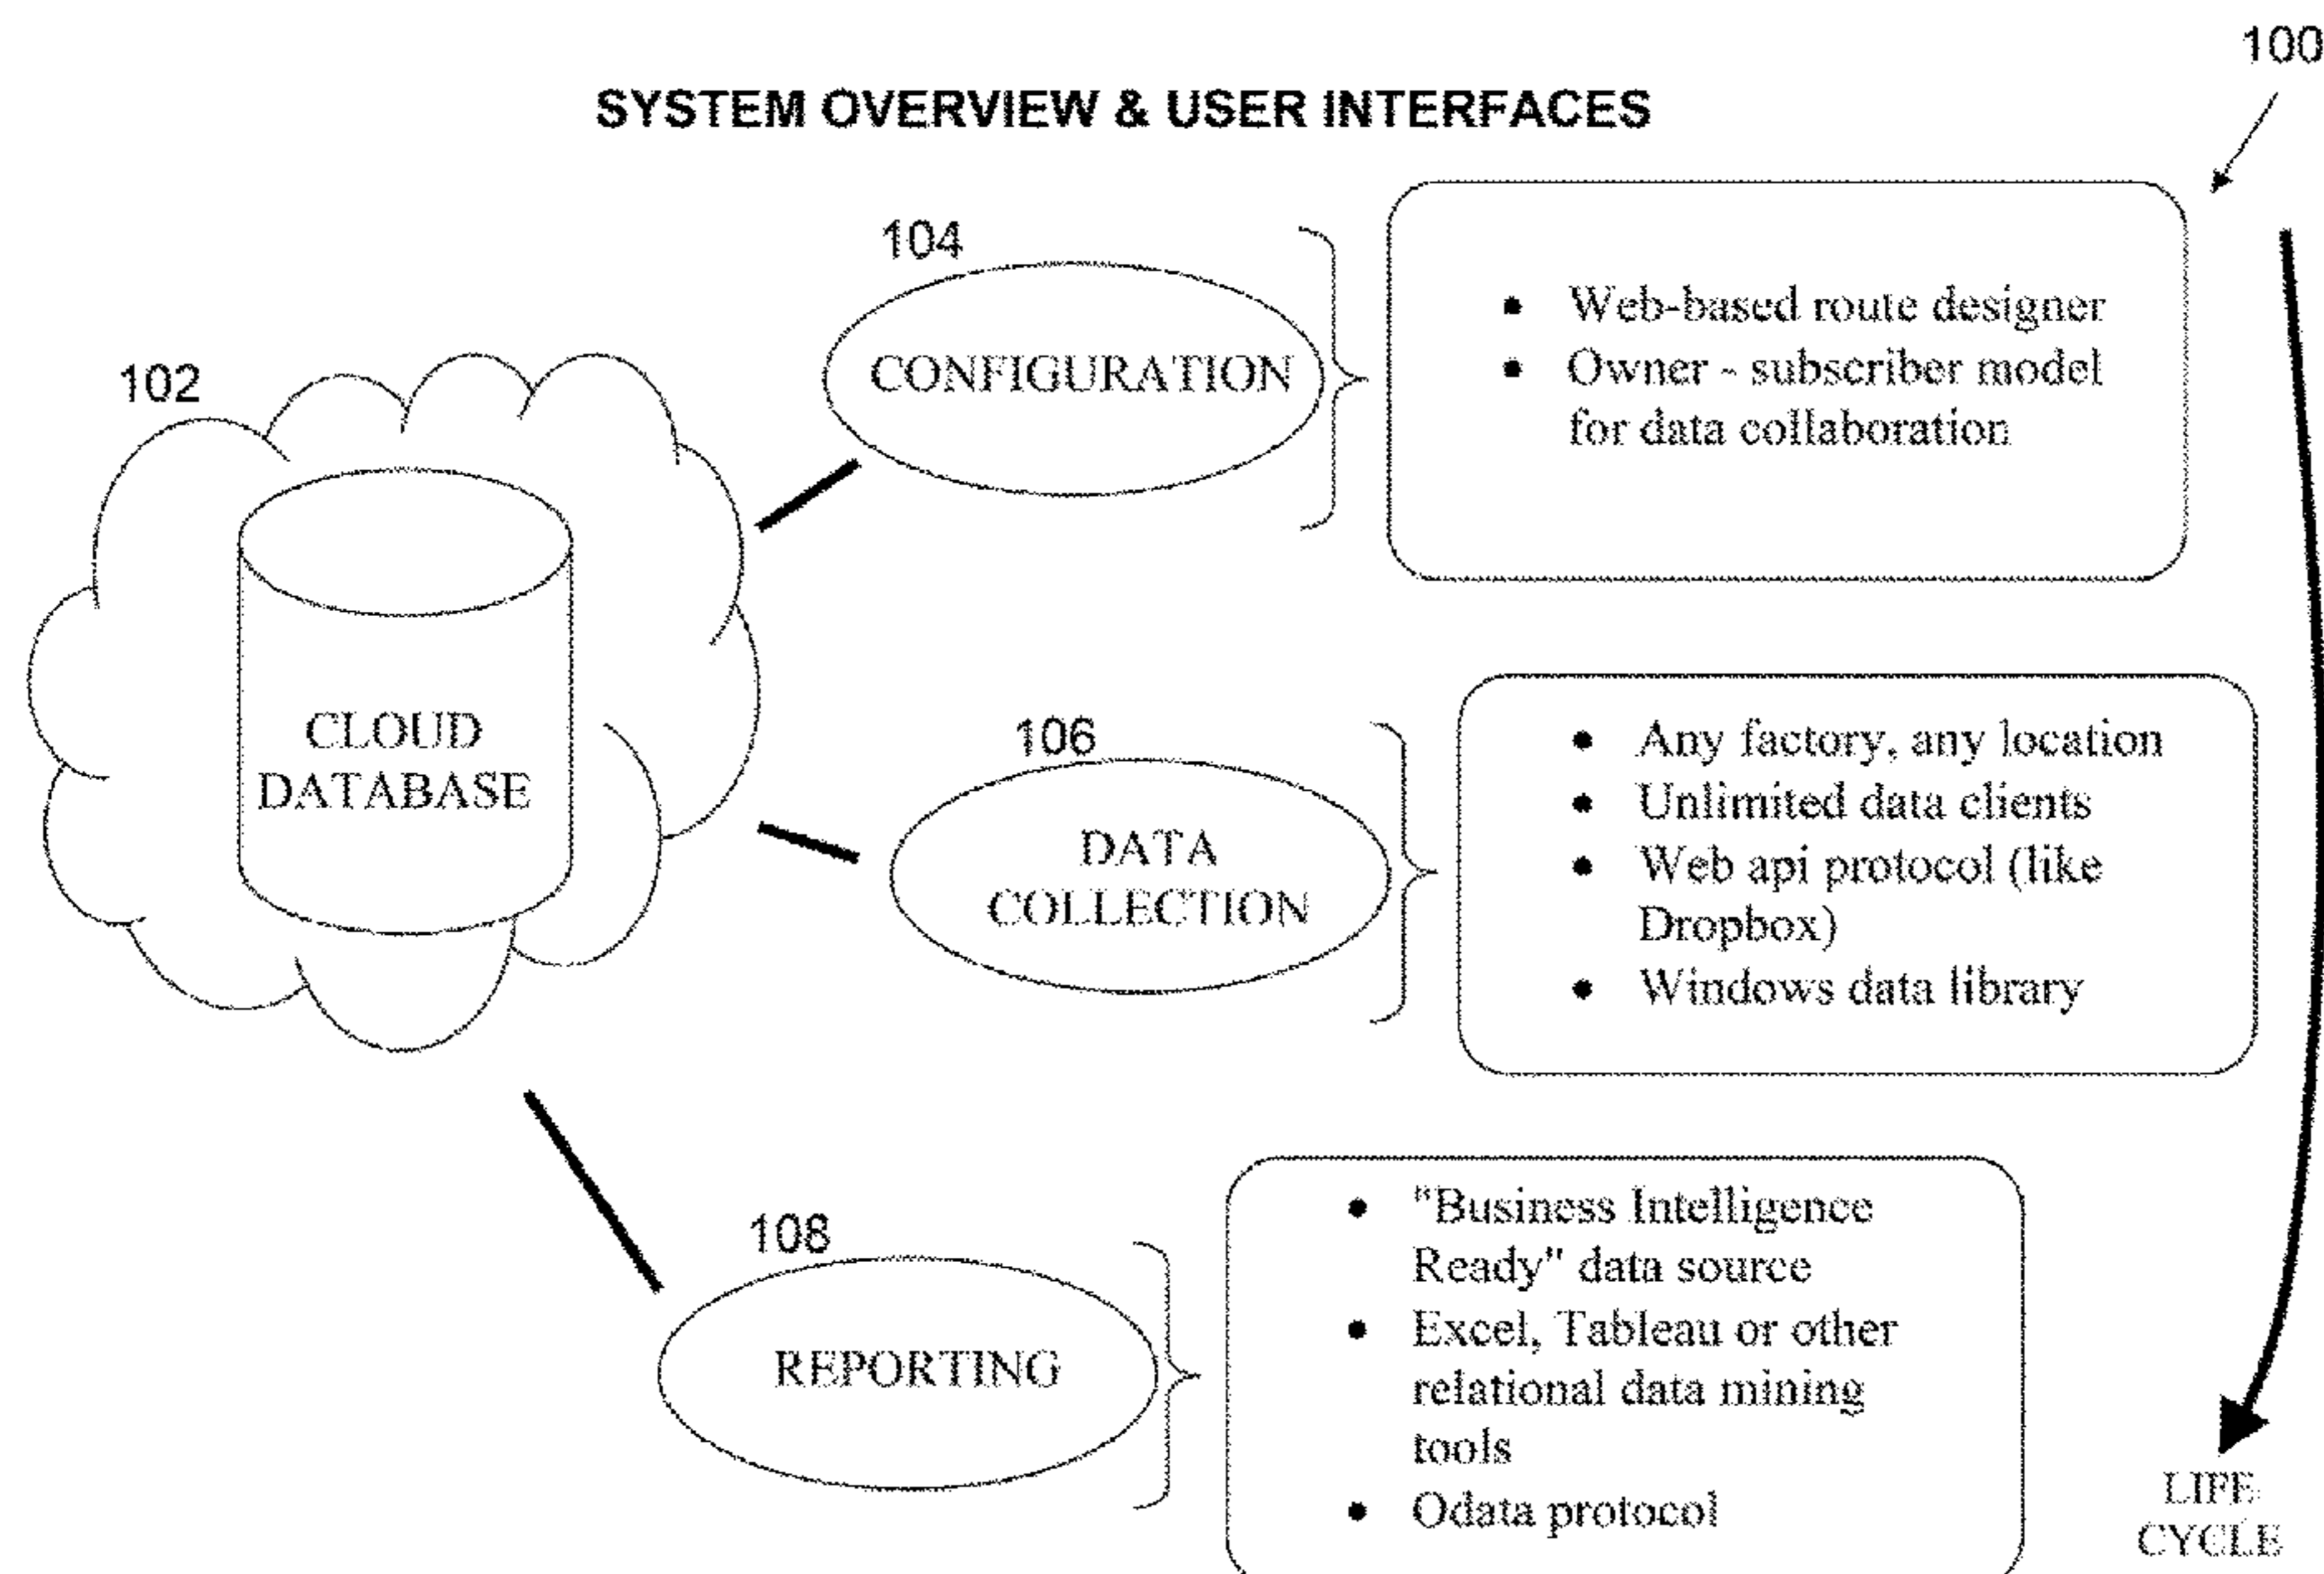 100
SYSTEM OVERVIEW & USER INTERFACES
104
CONFIGURATION
• Web-based route designer
• Owner - subscriber model
for data collaboration
102
CLOUD
DATABASE
106
DATA
COLLECTION
• Any factory, any location
• Unlimited data clients
• Web api protocol (like
Dropbox)
• Windows data library
108
REPORTING
• "Business Intelligence
Ready" data source
• Excel, Tableau or other
relational data mining
tools
• Odata protocol
LIFE
CYCLE